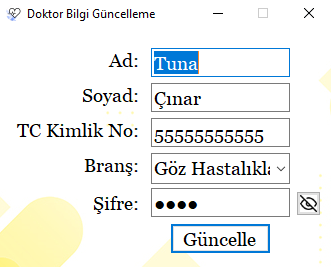 Doktor Bilgi Güncelleme
Ad: Tuna
Soyad: Çınar
TC Kimlik No: 55555555555
Branş: Göz Hastalıkla
Şifre: ●●●●
Güncelle